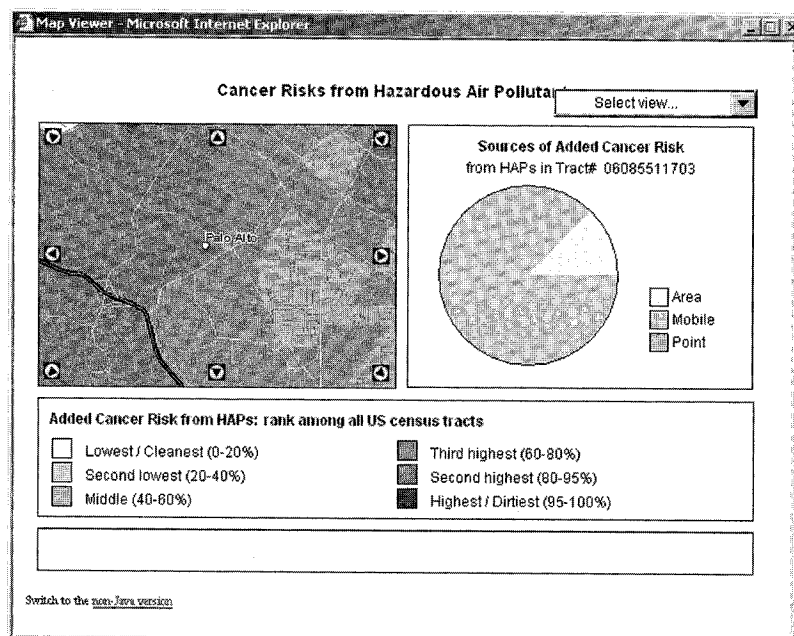 Map Viewer - Microsoft Internet Explorer
Cancer Risks from Hazardous Air Pollutant
Select view...
Palo Alto
Sources of Added Cancer Risk
from HAPs in Tract# 06085511703
Area
Mobile
Point
Added Cancer Risk from HAPs: rank among all US census tracts
Lowest / Cleanest (0-20%)
Second lowest (20-40%)
Middle (40-60%)
Third highest (60-80%)
Second highest (80-95%)
Highest / Dirtiest (95-100%)
Switch to the non-Java version